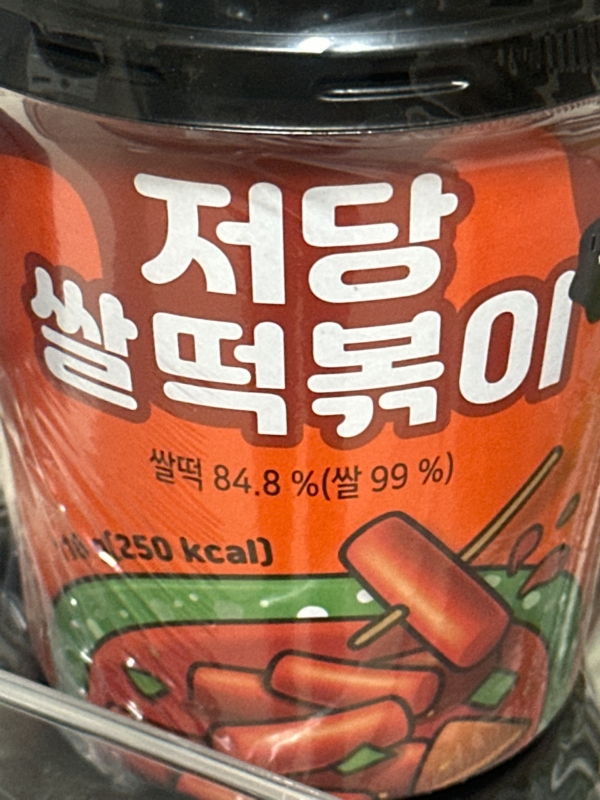 저당
쌀떡볶이
쌀떡 84.8 %(쌀 99 %)
(250 kcal)